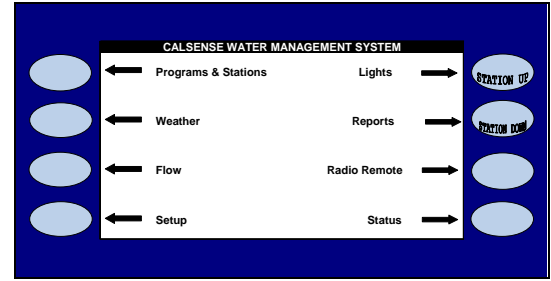 CALSENSE WATER MANAGEMENT SYSTEM
Programs & Stations
Lights
STATION UP
Weather
Reports
STATION DOWN
Flow
Radio Remote
Setup
Status